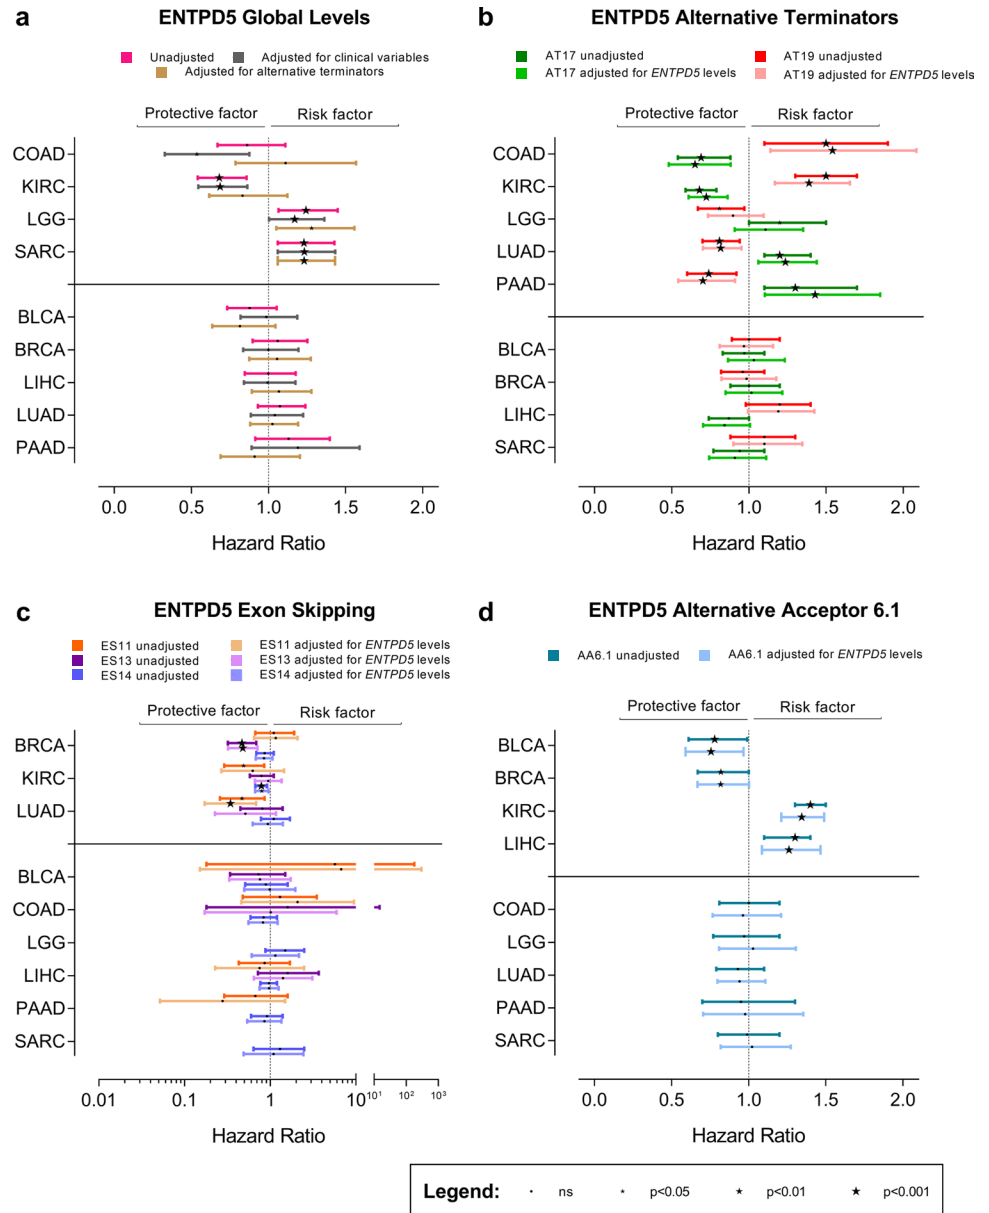 a
ENTPD5 Global Levels
Unadjusted
Adjusted for clinical variables
Adjusted for alternative terminators
Protective factor
Risk factor
COAD
KIRC
LGG
SARC
BLCA
BRCA
LIHC
LUAD
PAAD
0.0 0.5 1.0 1.5 2.0
Hazard Ratio
b
ENTPD5 Alternative Terminators
AT17 unadjusted
AT19 unadjusted
AT17 adjusted for ENTPD5 levels
AT19 adjusted for ENTPD5 levels
Protective factor
Risk factor
COAD
KIRC
LGG
LUAD
PAAD
BLCA
BRCA
LIHC
SARC
0.0 0.5 1.0 1.5 2.0
Hazard Ratio
c
ENTPD5 Exon Skipping
ES11 unadjusted
ES11 adjusted for ENTPD5 levels
ES13 unadjusted
ES13 adjusted for ENTPD5 levels
ES14 unadjusted
ES14 adjusted for ENTPD5 levels
Protective factor
Risk factor
BRCA
KIRC
LUAD
BLCA
COAD
LGG
LIHC
PAAD
SARC
0.01 0.1 1 10 10¹ 10² 10³
Hazard Ratio
d
ENTPD5 Alternative Acceptor 6.1
AA6.1 unadjusted
AA6.1 adjusted for ENTPD5 levels
Protective factor
Risk factor
BLCA
BRCA
KIRC
LIHC
COAD
LGG
LUAD
PAAD
SARC
0.0 0.5 1.0 1.5 2.0
Hazard Ratio
Legend: ns p<0.05 p<0.01 p<0.001